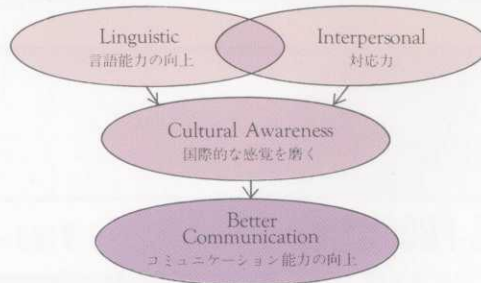 Linguistic
言語能力の向上
Interpersonal
対応力
Cultural Awareness
国際的な感覚を磨く
Better
Communication
コミュニケーション能力の向上